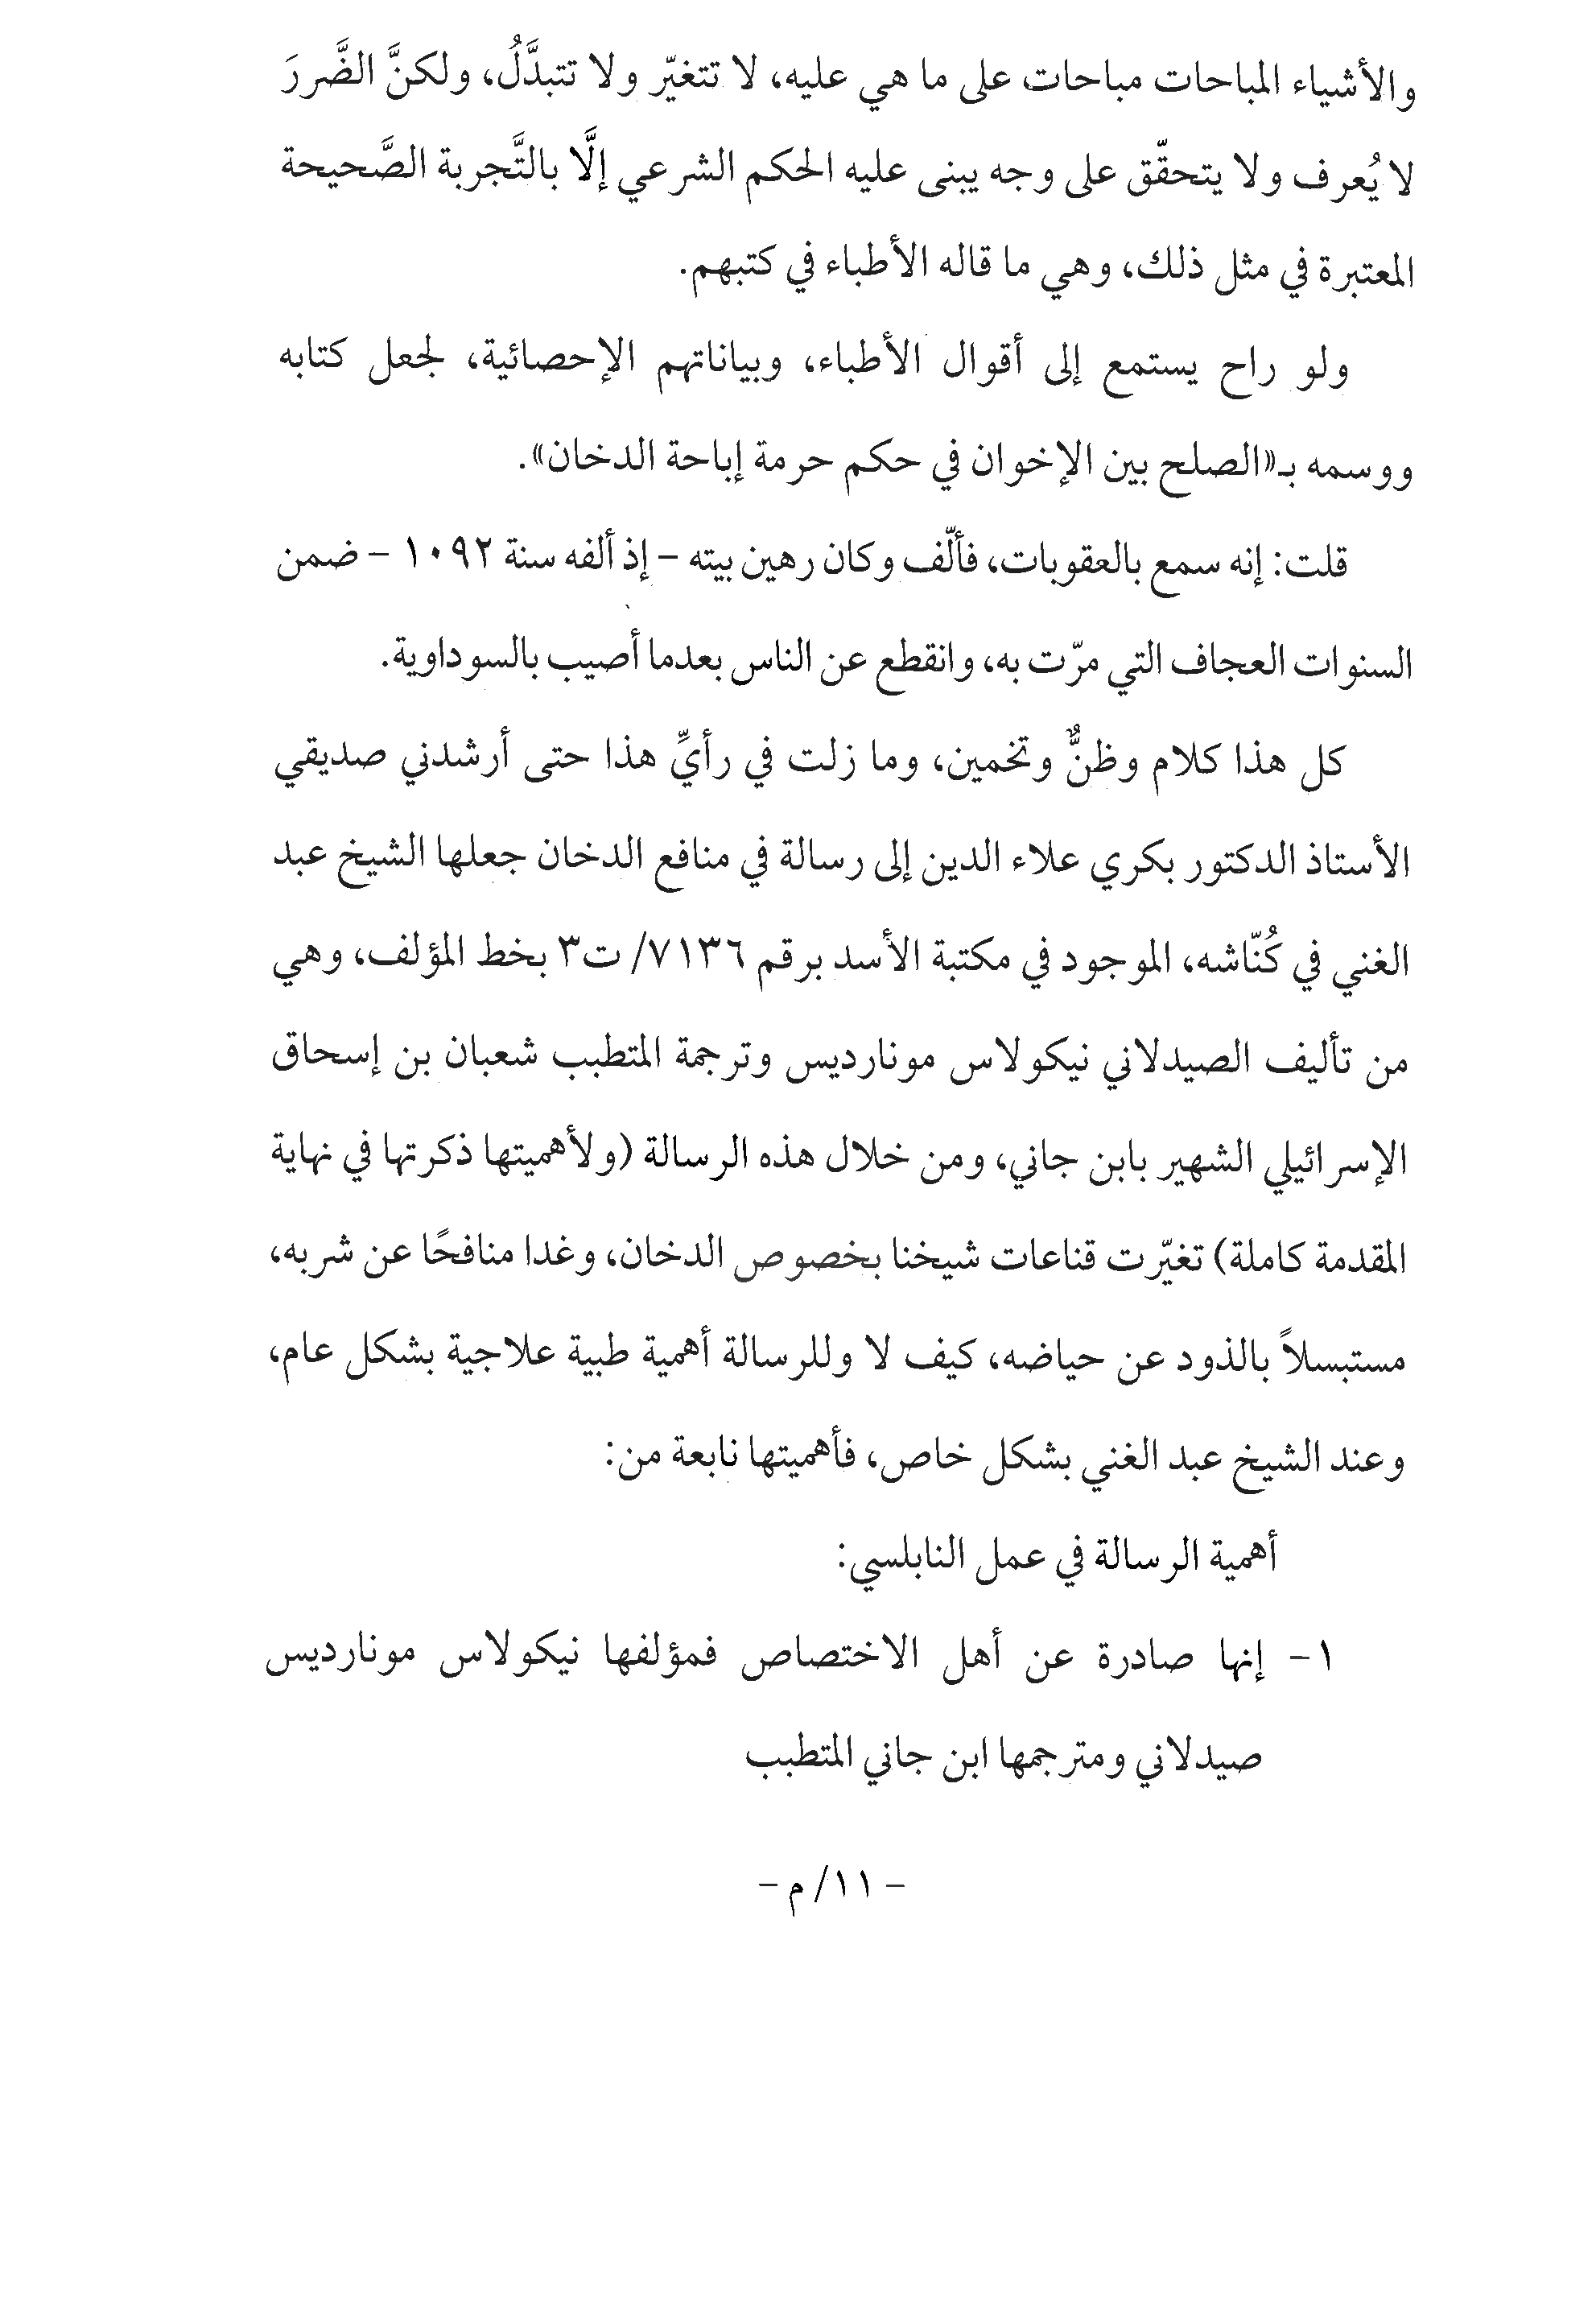 والأشياء المباحات مباحات على ما هي عليه، لا تتغيّر ولا تتبدَّلُ، ولكنَّ الضَّررَ
لا يُعرف ولا يتحقّق على وجه يبنى عليه الحكم الشرعي إلَّا بالتَّجربة الصَّحيحة
المعتبرة في مثل ذلك، وهي ما قاله الأطباء في كتبهم.
ولو راح يستمع إلى أقوال الأطباء، وبياناتهم الإحصائية، لجعل كتابه
ووسمه بـ«الصلح بين الإخوان في حكم حرمة إباحة الدخان».
قلت: إنه سمع بالعقوبات، فألّف وكان رهين بيته – إذ ألفه سنة ١٠٩٢ – ضمن
السنوات العجاف التي مرّت به، وانقطع عن الناس بعدما أصيب بالسوداوية.
كل هذا كلام وظنٌّ وتخمين، وما زلت في رأيِّ هذا حتى أرشدني صديقي
الأستاذ الدكتور بكري علاء الدين إلى رسالة في منافع الدخان جعلها الشيخ عبد
الغني في كُنّاشه، الموجود في مكتبة الأسد برقم ٧١٣٦/ ت٣ بخط المؤلف، وهي
من تأليف الصيدلاني نيكولاس مونارديس وترجمة المتطبب شعبان بن إسحاق
الإسرائيلي الشهير بابن جاني، ومن خلال هذه الرسالة (ولأهميتها ذكرتها في نهاية
المقدمة كاملة) تغيّرت قناعات شيخنا بخصوص الدخان، وغدا منافحًا عن شربه،
مستبسلاً بالذود عن حياضه، كيف لا وللرسالة أهمية طبية علاجية بشكل عام،
وعند الشيخ عبد الغني بشكل خاص، فأهميتها نابعة من:
أهمية الرسالة في عمل النابلسي:
١- إنها صادرة عن أهل الاختصاص فمؤلفها نيكولاس مونارديس
صيدلاني ومترجمها ابن جاني المتطبب
– ١١/ م –